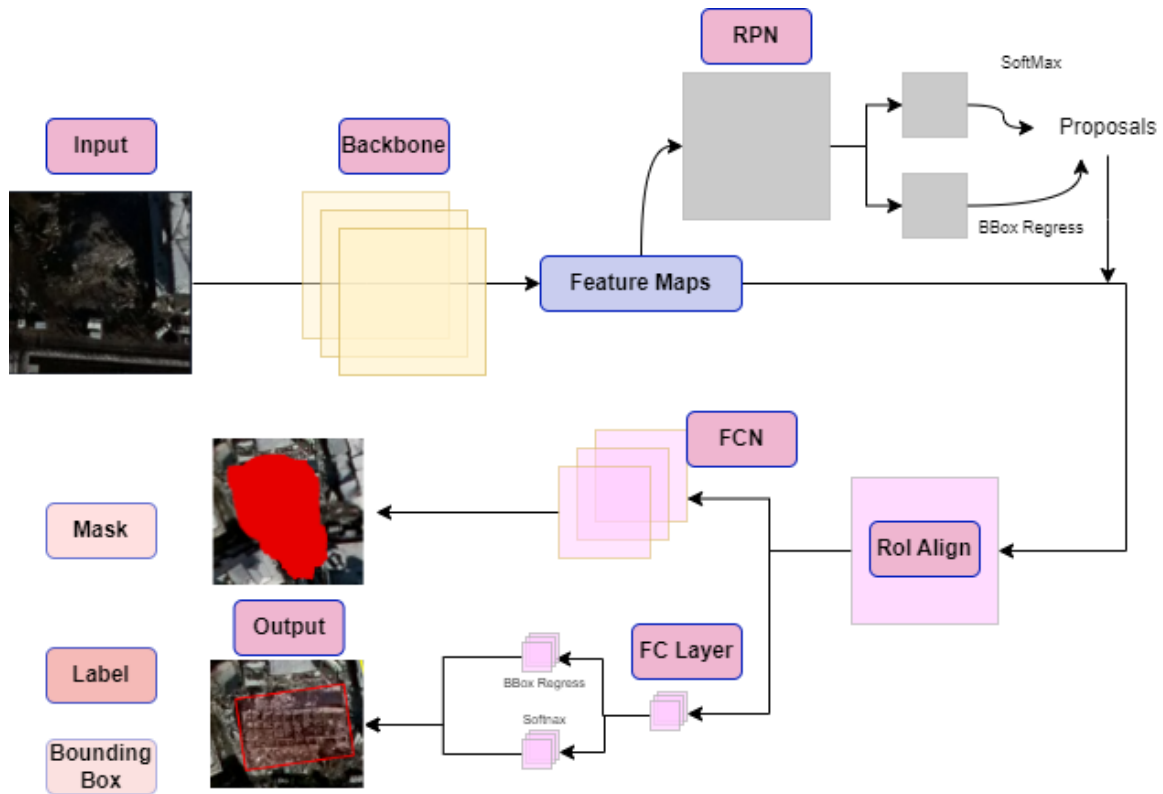 RPN
SoftMax
Input
Backbone
Proposals
BBox Regress
Feature Maps
FCN
Mask
RoI Align
Output
FC Layer
Label
BBox Regress
Softnax
Bounding
Box